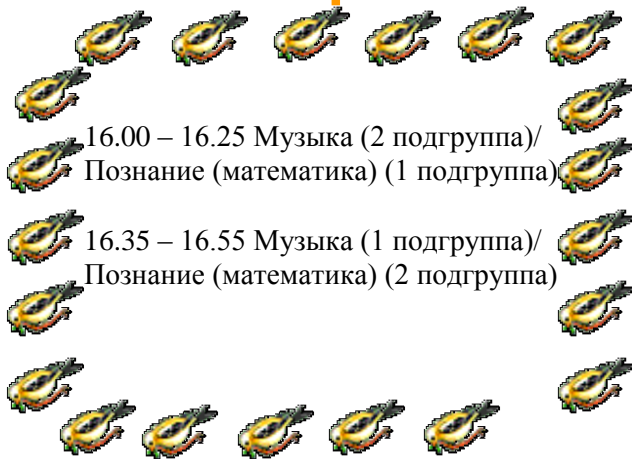 16.00 – 16.25 Музыка (2 подгруппа)/
Познание (математика) (1 подгруппа)
16.35 – 16.55 Музыка (1 подгруппа)/
Познание (математика) (2 подгруппа)